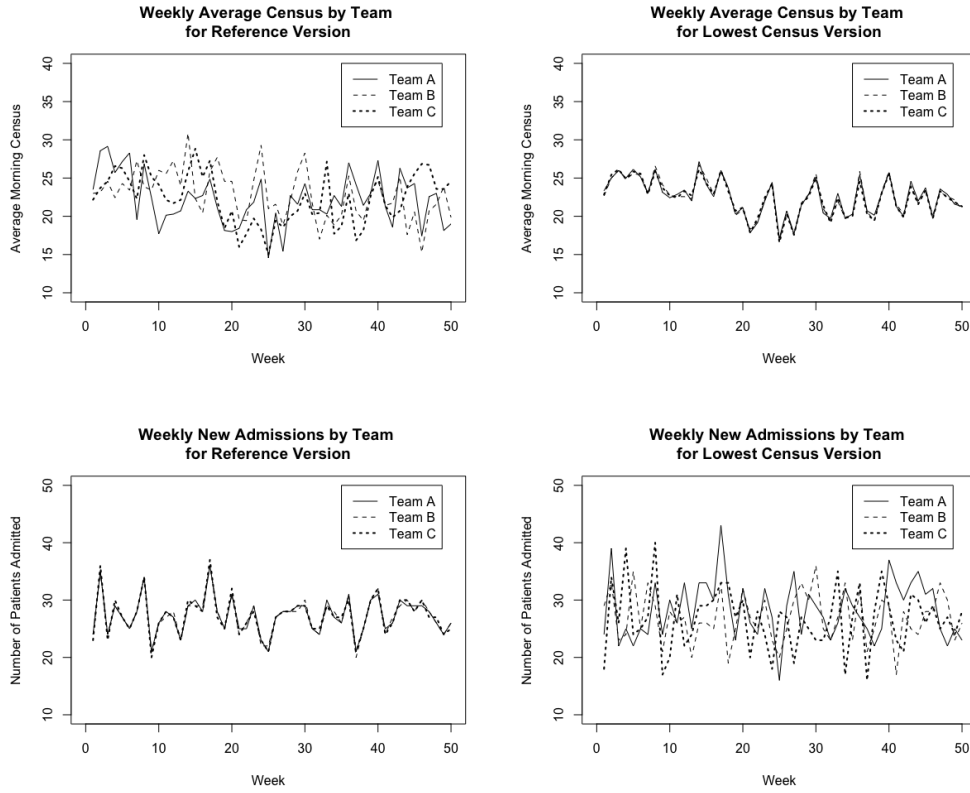 Weekly Average Census by Team
for Reference Version
Average Morning Census
40
35
30
25
20
15
10
Team A
Team B
Team C
0 10 20 30 40 50
Week
Weekly Average Census by Team
for Lowest Census Version
Average Morning Census
40
35
30
25
20
15
10
Team A
Team B
Team C
0 10 20 30 40 50
Week
Weekly New Admissions by Team
for Reference Version
Number of Patients Admitted
50
40
30
20
10
Team A
Team B
Team C
0 10 20 30 40 50
Week
Weekly New Admissions by Team
for Lowest Census Version
Number of Patients Admitted
50
40
30
20
10
Team A
Team B
Team C
0 10 20 30 40 50
Week